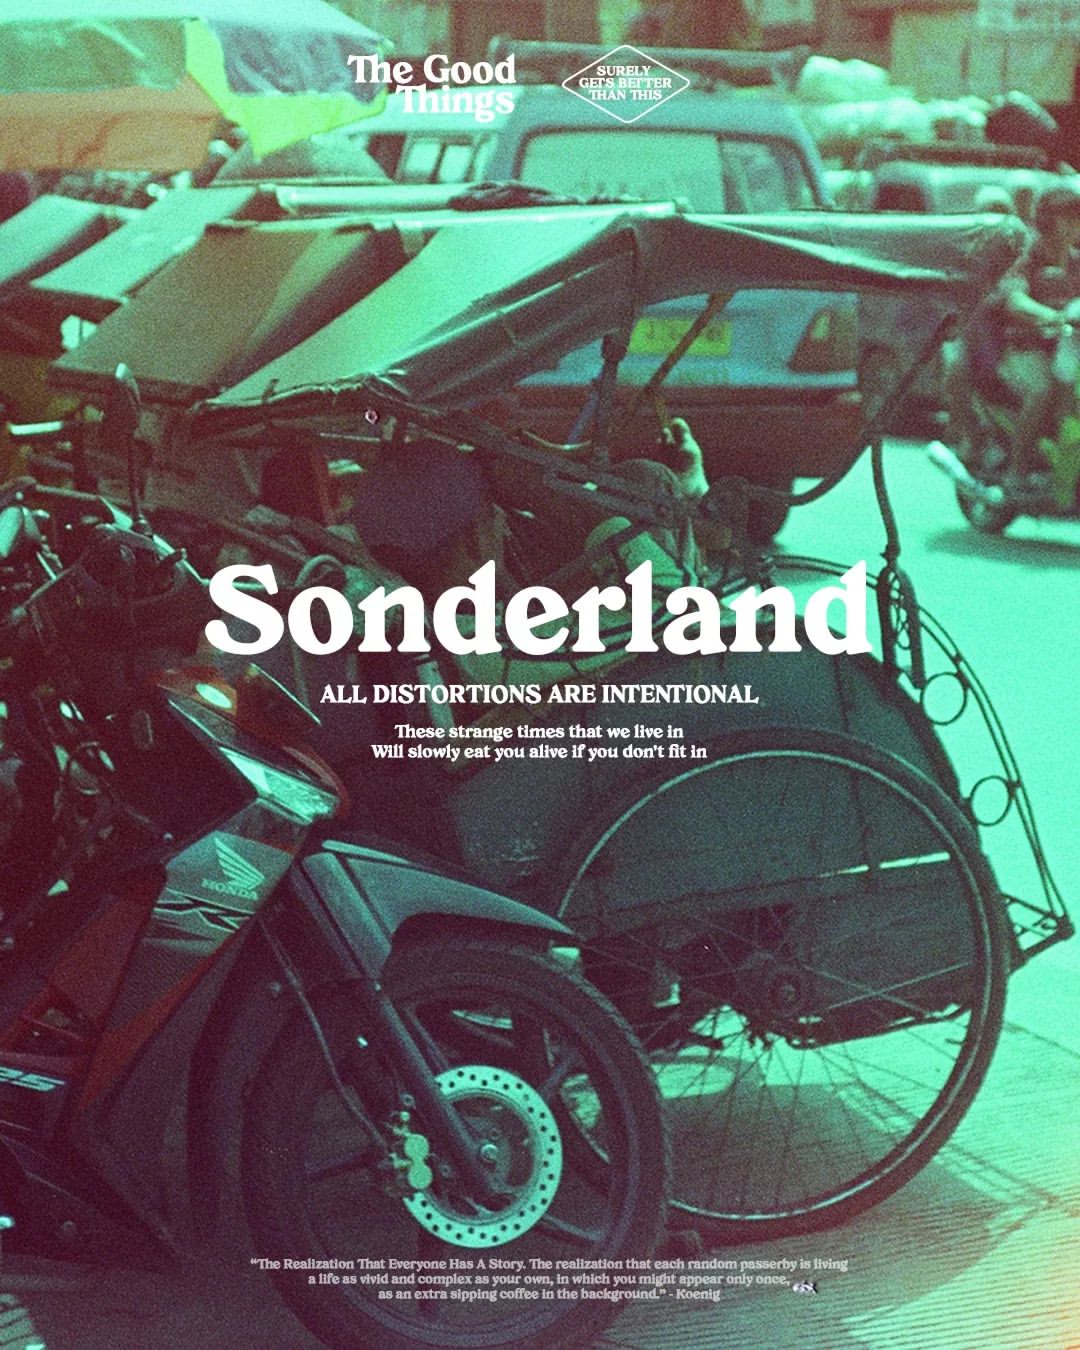 The Good
Things
SURELY
GETS BETTER
THAN THIS
Sonderland
ALL DISTORTIONS ARE INTENTIONAL
These strange times that we live in
Will slowly eat you alive if you don't fit in
HONDA
“The Realization That Everyone Has A Story. The realization that each random passerby is living
a life as vivid and complex as your own, in which you might appear only once,
as an extra sipping coffee in the background.” - Koenig